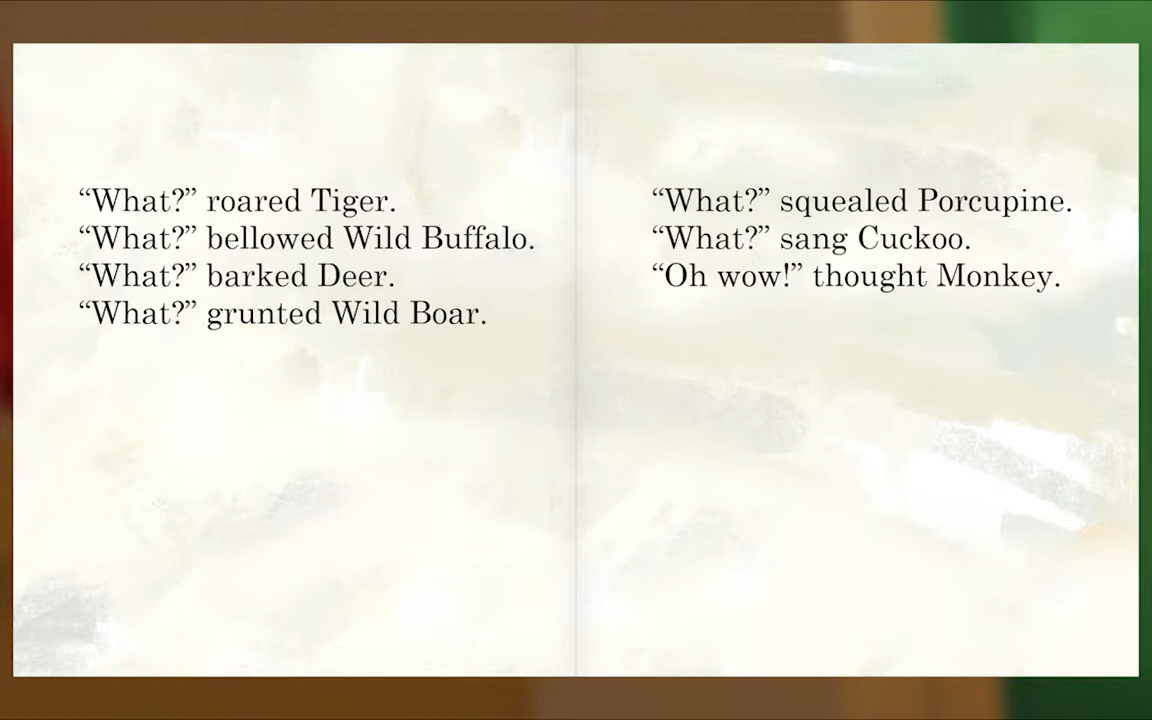 “What?” roared Tiger.
“What?” bellowed Wild Buffalo.
“What?” barked Deer.
“What?” grunted Wild Boar.
“What?” squealed Porcupine.
“What?” sang Cuckoo.
“Oh wow!” thought Monkey.